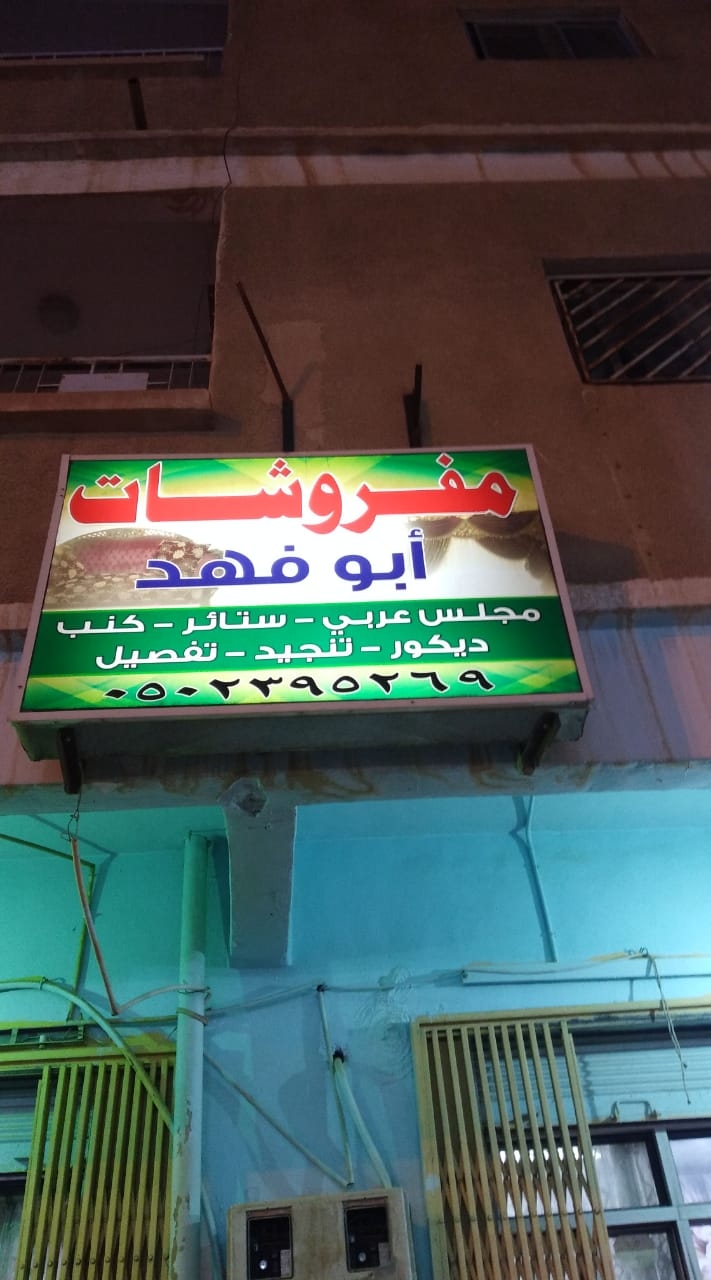 مفروشات
أبو فهد
مجلس عربي - ستائر - كنب
ديكور - تنجيد - تفصيل
٠٥٠٢٣٩٥٢٦٩